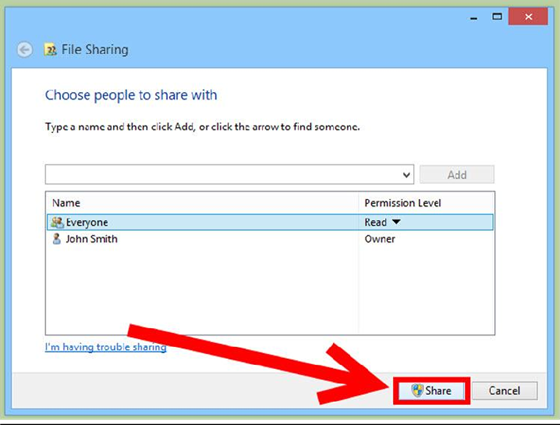 File Sharing
Choose people to share with
Type a name and then click Add, or click the arrow to find someone.
Add
Name Permission Level
Everyone Read
John Smith Owner
I'm having trouble sharing
Share Cancel